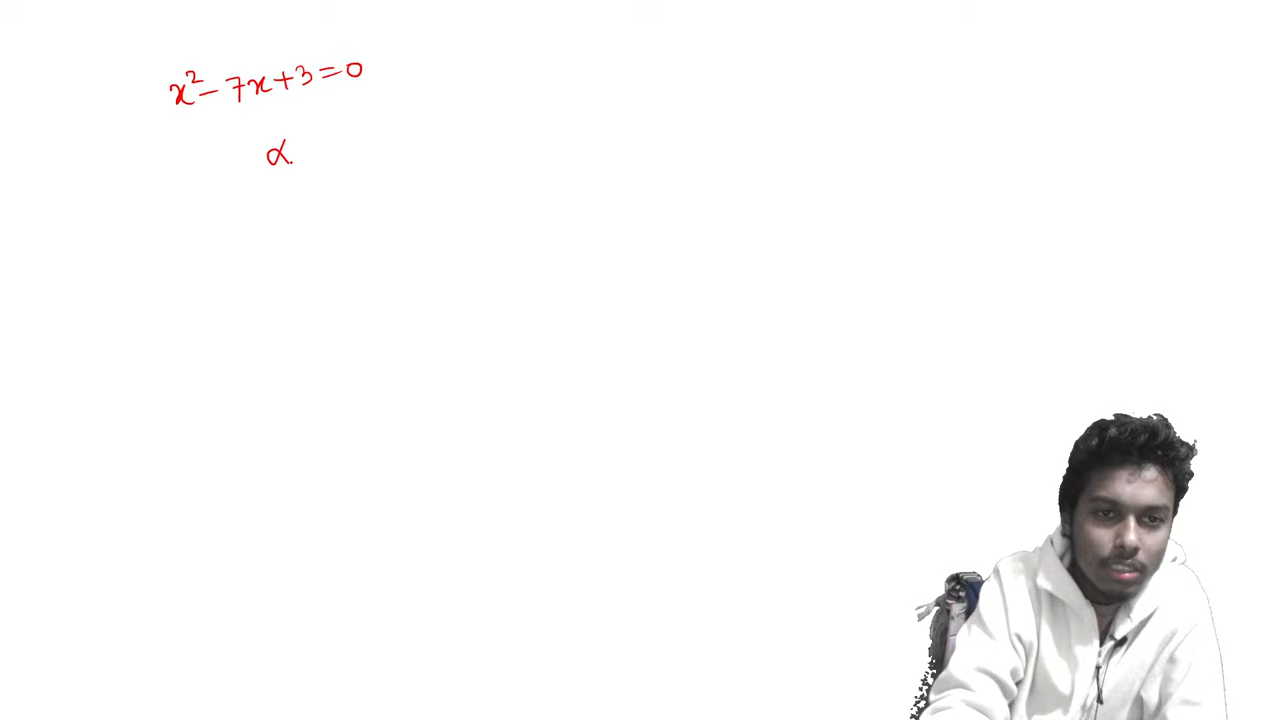 x² - 7x + 3 = 0
α